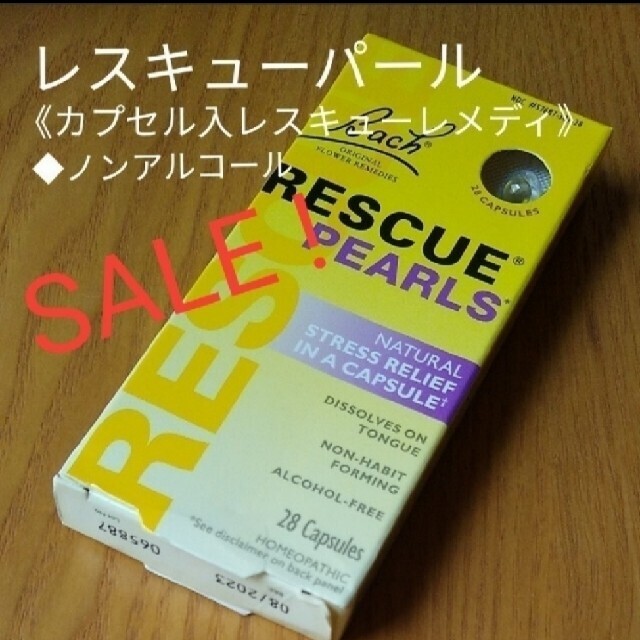 レスキューパール
《カプセル入レスキューレメディ》
◆ノンアルコール
SALE！
Bach®
ORIGINAL
FLOWER REMEDIES
28 CAPSULES
RESCUE®
PEARLS*
RESC
NATURAL
STRESS RELIEF
IN A CAPSULE‡
DISSOLVES ON
TONGUE
NON-HABIT
FORMING
ALCOHOL-FREE
28 Capsules
HOMEOPATHIC
*See disclaimer on back panel
065887
08/2023